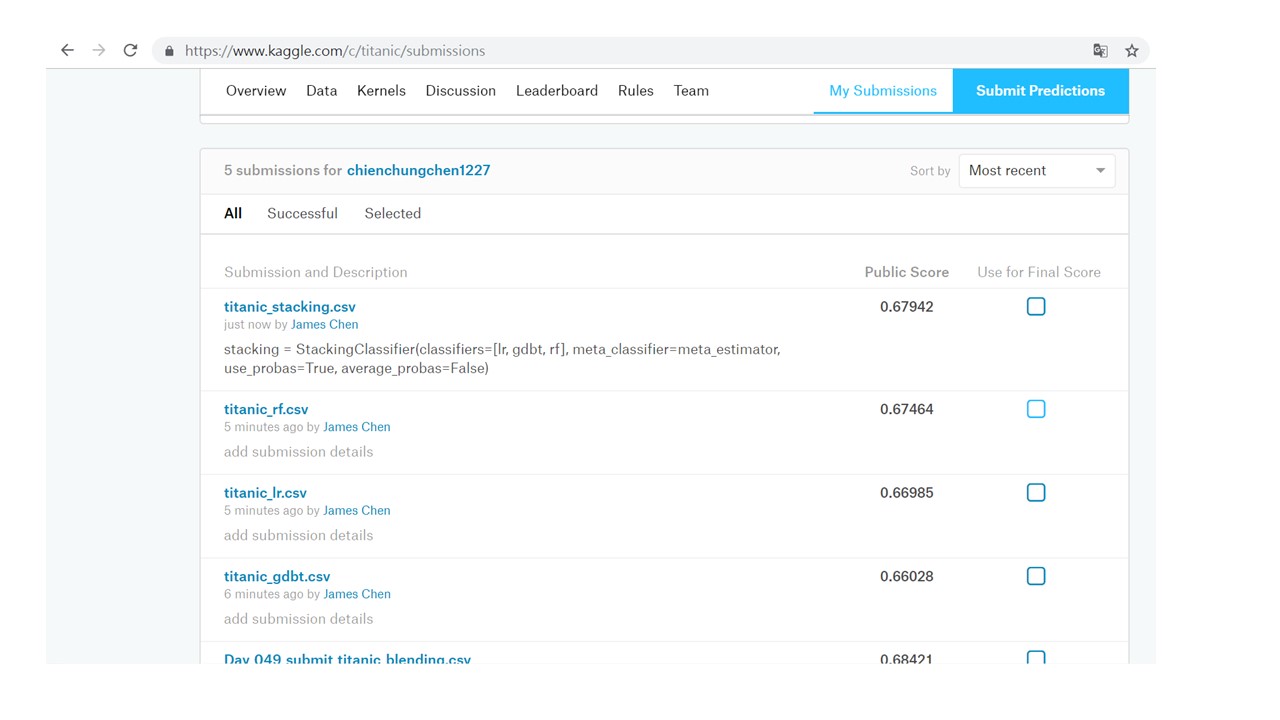 https://www.kaggle.com/c/titanic/submissions
Overview Data Kernels Discussion Leaderboard Rules Team My Submissions Submit Predictions
5 submissions for chienchungchen1227 Sort by Most recent
All Successful Selected
Submission and Description Public Score Use for Final Score
titanic_stacking.csv 0.67942
just now by James Chen
stacking = StackingClassifier(classifiers=[lr, gdbt, rf], meta_classifier=meta_estimator,
use_probas=True, average_probas=False)
titanic_rf.csv 0.67464
5 minutes ago by James Chen
add submission details
titanic_lr.csv 0.66985
5 minutes ago by James Chen
add submission details
titanic_gdbt.csv 0.66028
6 minutes ago by James Chen
add submission details
Day_049_submit_titanic_blending.csv 0.68421